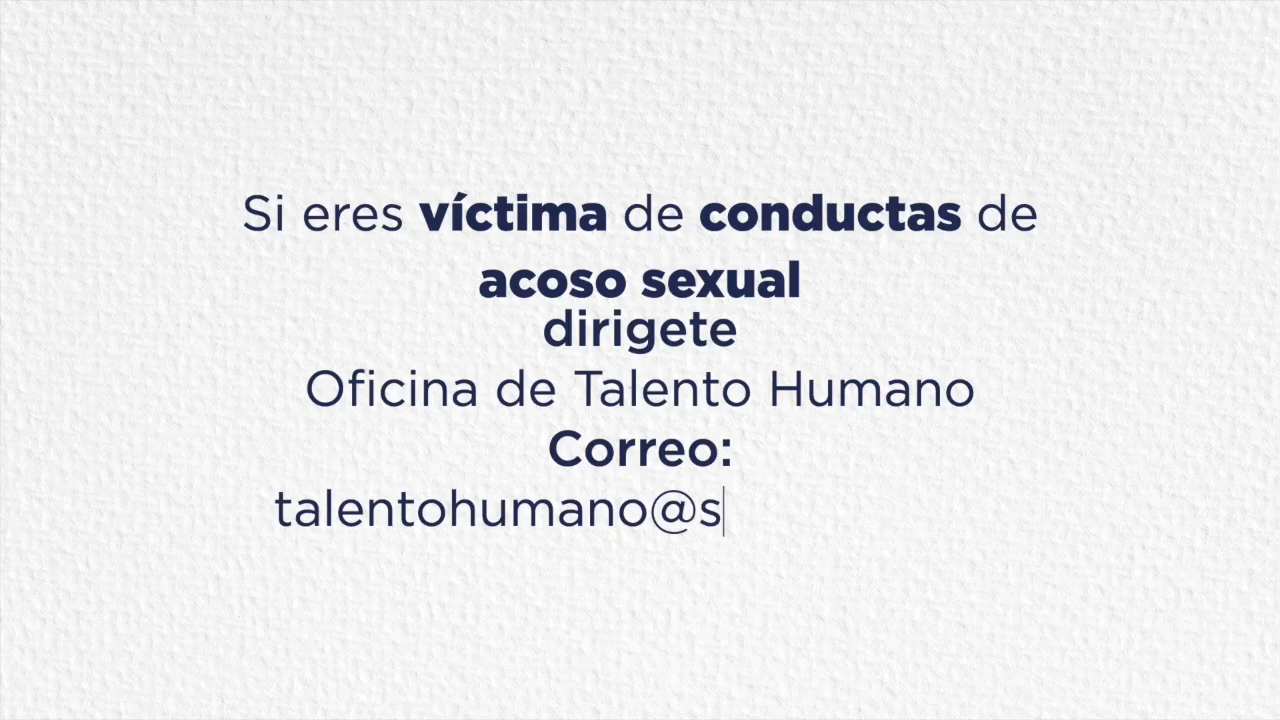 Si eres víctima de conductas de
acoso sexual
dirigete
Oficina de Talento Humano
Correo:
talentohumano@s